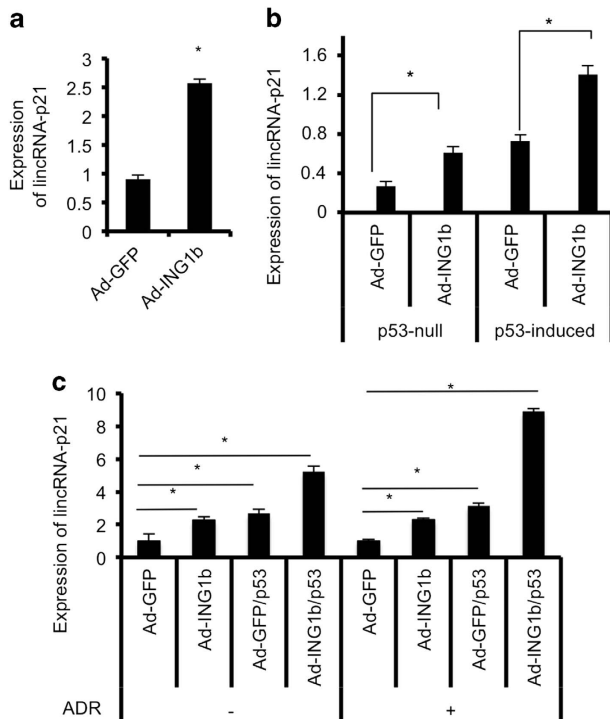 a
Expression
of lincRNA-p21
3
2.5
2
1.5
1
0.5
0
*
Ad-GFP
Ad-ING1b
b
Expression of lincRNA-p21
1.6
1.2
0.8
0.4
0
*
*
Ad-GFP
Ad-ING1b
Ad-GFP
Ad-ING1b
p53-null
p53-induced
c
Expression of lincRNA-p21
10
8
6
4
2
0
*
*
*
*
*
*
Ad-GFP
Ad-ING1b
Ad-GFP/p53
Ad-ING1b/p53
Ad-GFP
Ad-ING1b
Ad-GFP/p53
Ad-ING1b/p53
ADR - +